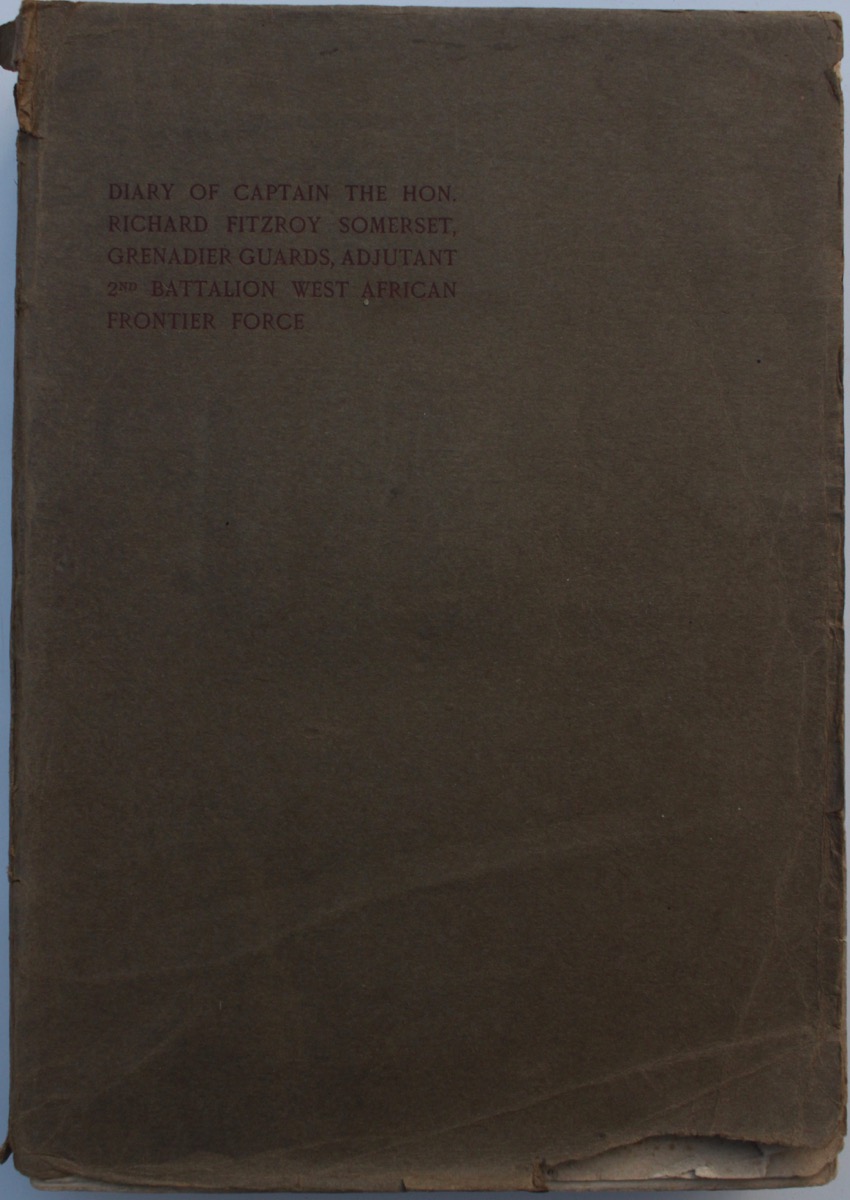 DIARY OF CAPTAIN THE HON.
RICHARD FITZROY SOMERSET,
GRENADIER GUARDS, ADJUTANT
2ND BATTALION WEST AFRICAN
FRONTIER FORCE